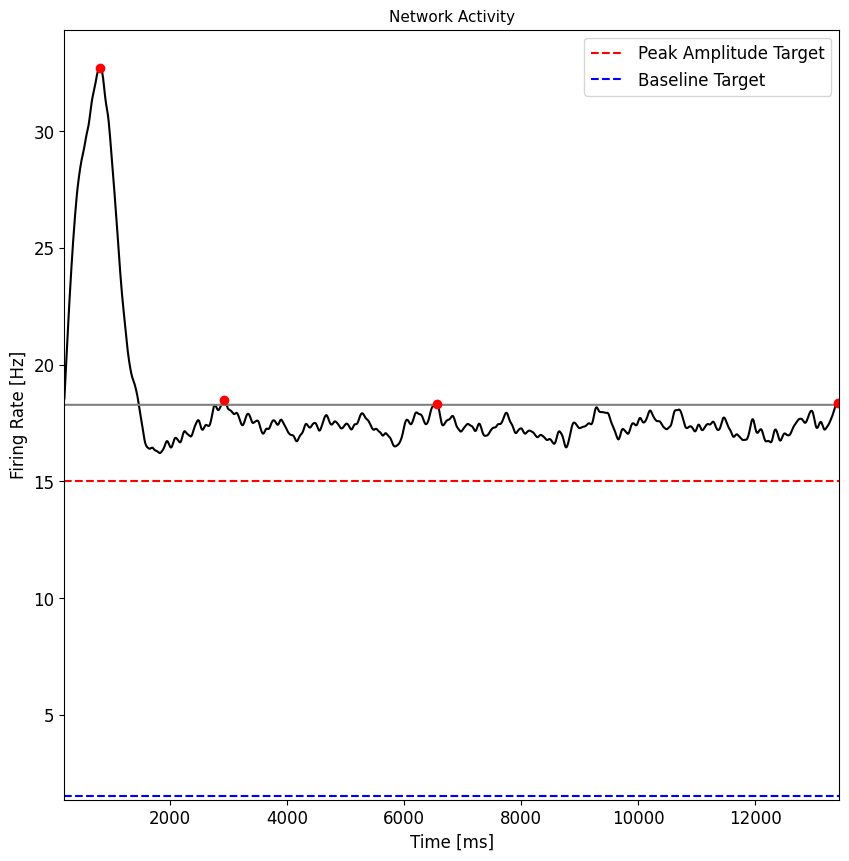 Network Activity
Peak Amplitude Target
Baseline Target
Firing Rate [Hz]
30
25
20
15
10
5
2000 4000 6000 8000 10000 12000
Time [ms]